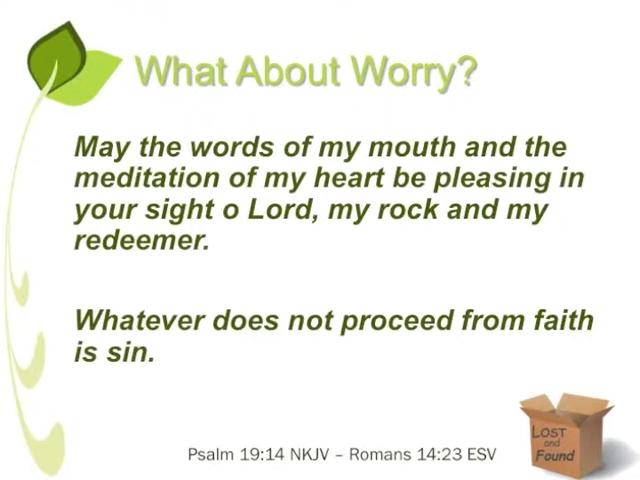 What About Worry?
May the words of my mouth and the
meditation of my heart be pleasing in
your sight o Lord, my rock and my
redeemer.
Whatever does not proceed from faith
is sin.
Psalm 19:14 NKJV – Romans 14:23 ESV
LOST
and
Found